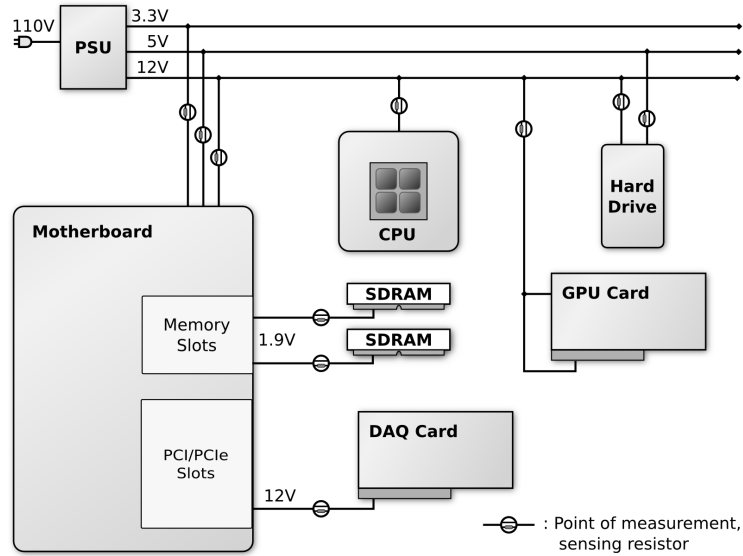 110V
PSU
3.3V
5V
12V
Motherboard
CPU
Hard
Drive
SDRAM
GPU Card
Memory
Slots
1.9V
SDRAM
DAQ Card
PCI/PCIe
Slots
12V
: Point of measurement,
sensing resistor